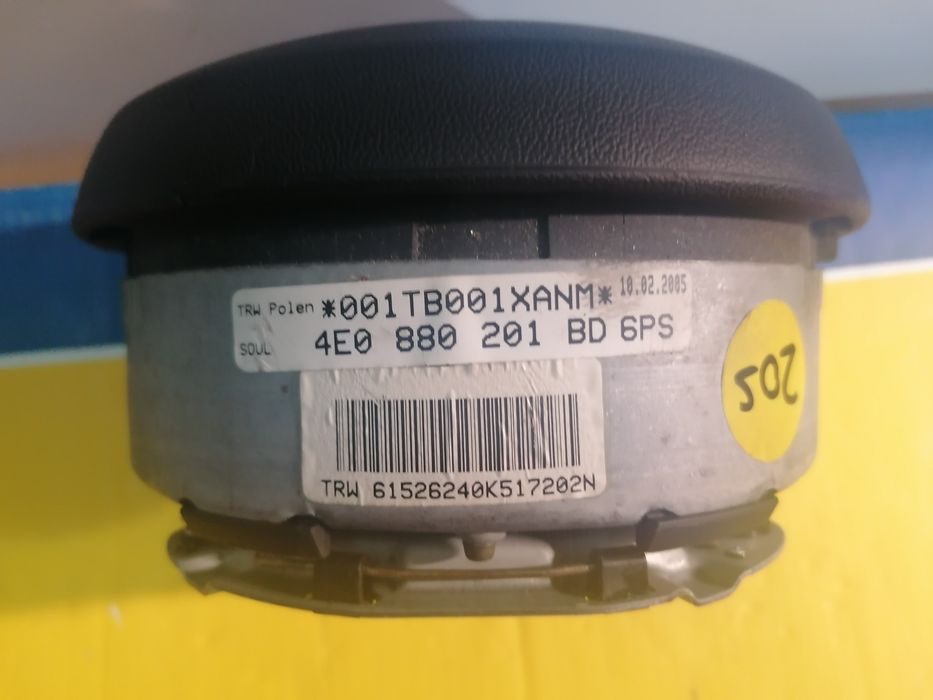 TRW Polen *001TB001XANM* 10.02.2005
SOUL 4E0 880 201 BD 6PS
TRW 61526240K517202N
202